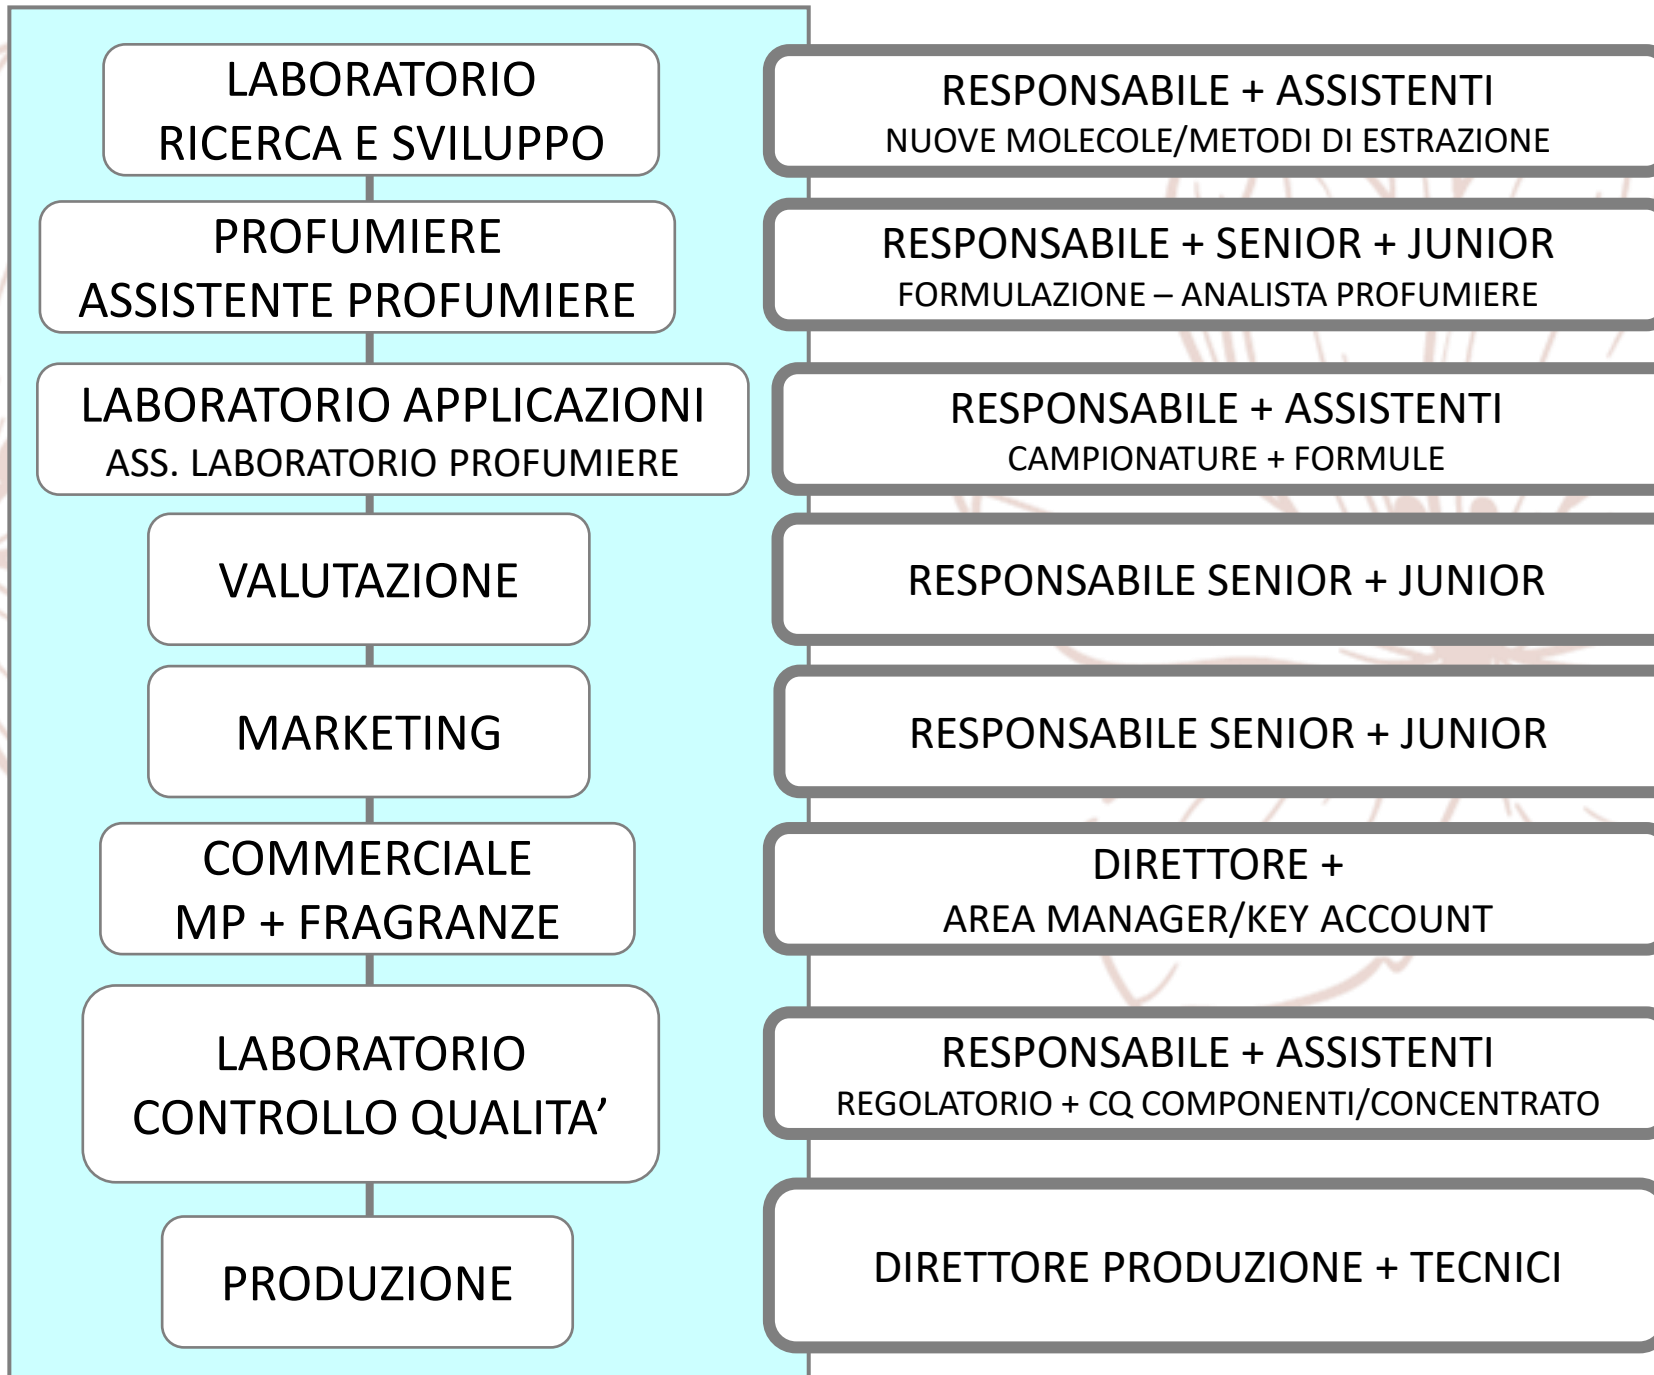 LABORATORIO
RICERCA E SVILUPPO
RESPONSABILE + ASSISTENTI
NUOVE MOLECOLE/METODI DI ESTRAZIONE
PROFUMIERE
ASSISTENTE PROFUMIERE
RESPONSABILE + SENIOR + JUNIOR
FORMULAZIONE – ANALISTA PROFUMIERE
LABORATORIO APPLICAZIONI
ASS. LABORATORIO PROFUMIERE
RESPONSABILE + ASSISTENTI
CAMPIONATURE + FORMULE
VALUTAZIONE
RESPONSABILE SENIOR + JUNIOR
MARKETING
RESPONSABILE SENIOR + JUNIOR
COMMERCIALE
MP + FRAGRANZE
DIRETTORE +
AREA MANAGER/KEY ACCOUNT
LABORATORIO
CONTROLLO QUALITA’
RESPONSABILE + ASSISTENTI
REGOLATORIO + CQ COMPONENTI/CONCENTRATO
PRODUZIONE
DIRETTORE PRODUZIONE + TECNICI